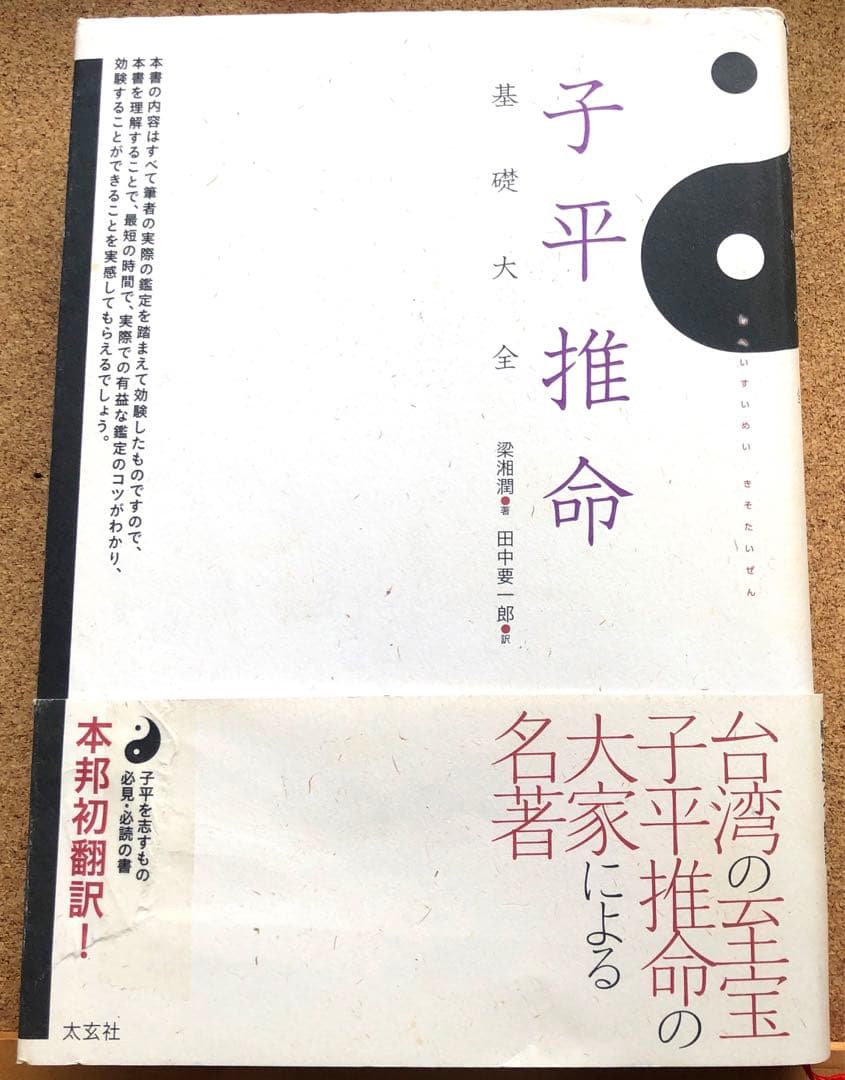 しへいすいめい きそたいぜん
子平推命
基礎大全
梁湘潤●著 田中要一郎●訳
本書の内容はすべて筆者の実際の鑑定を踏まえて効験したものですので、
本書を理解することで、最短の時間で、実際での有益な鑑定のコツがわかり、
効験することができることを実感してもらえるでしょう。
台湾の至宝
子平推命の
大家による
名著
子平を志すもの
必見・必読の書
本邦初翻訳!
太玄社